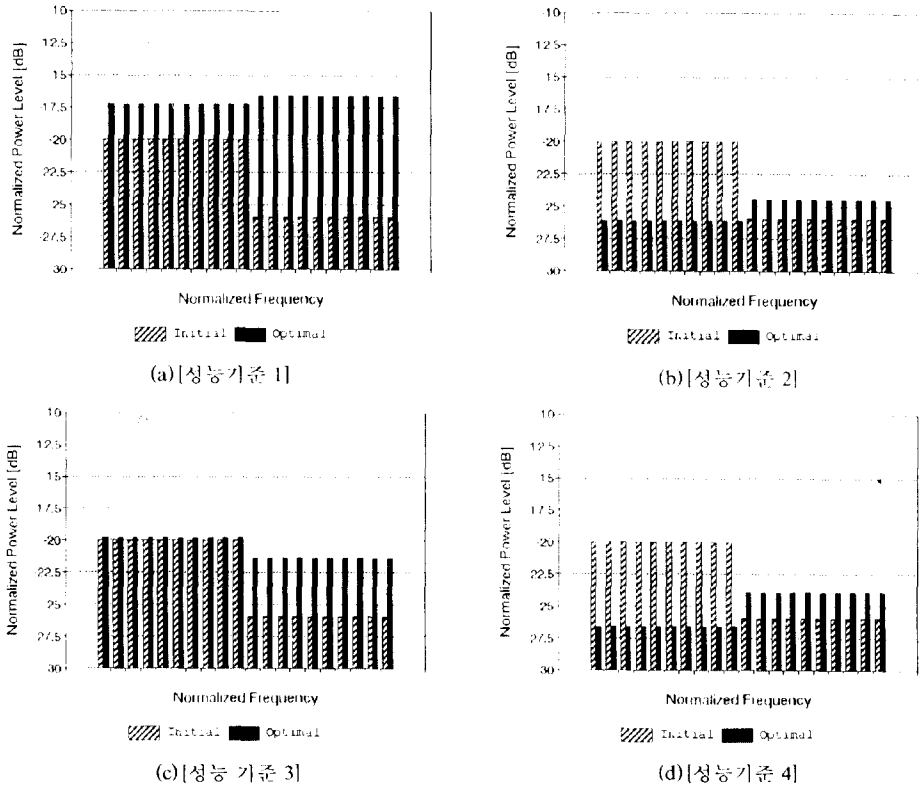 10
12.5
15
17.5
-20
22.5
25
27.5
30
Normalized Power Level [dB]
Normalized Frequency
Initial Optimal
(a)[성능기준 1]
-10
12.5
15
17.5
-20
22.5
25
27.5
30
Normalized Power Level [dB]
Normalized Frequency
Initial Optimal
(b)[성능기준 2]
10
12.5
15
17.5
-20
22.5
25
27.5
30
Normalized Power Level [dB]
Normalized Frequency
Initial Optimal
(c)[성능 기준 3]
10
12.5
15
17.5
-20
22.5
25
27.5
30
Normalized Power Level [dB]
Normalized Frequency
Initial Optimal
(d)[성능기준 4]